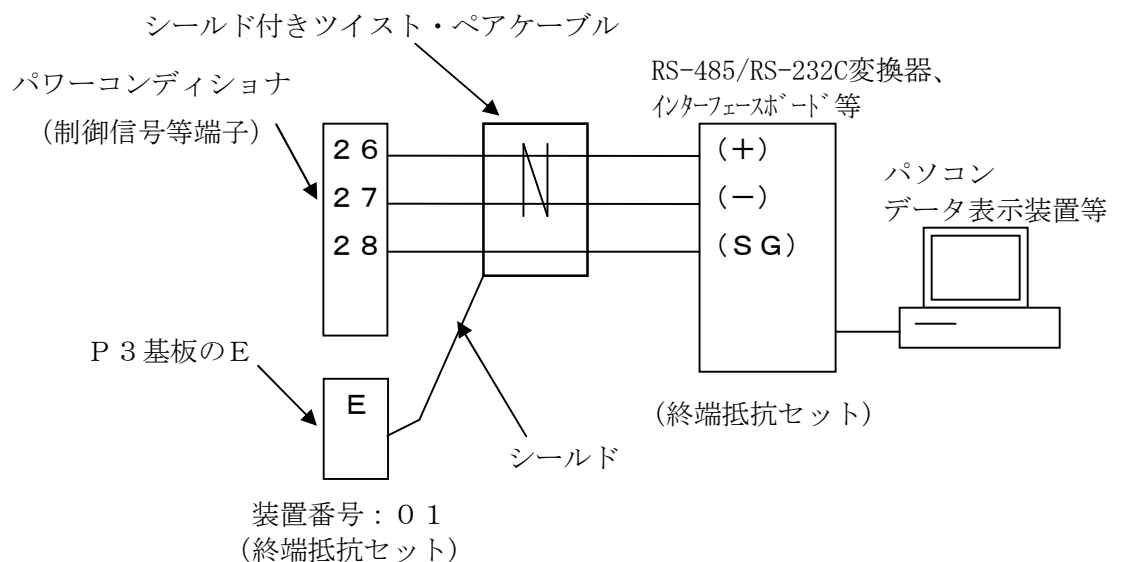 シールド付きツイスト・ペアケーブル
パワーコンディショナ
(制御信号等端子)
RS-485/RS-232C変換器、
ｲﾝﾀｰﾌｪｰｽﾎﾞｰﾄﾞ等
２６
２７
２８
(＋)
(－)
(ＳＧ)
パソコン
データ表示装置等
Ｐ３基板のＥ
Ｅ
シールド
(終端抵抗セット)
装置番号：０１
(終端抵抗セット)